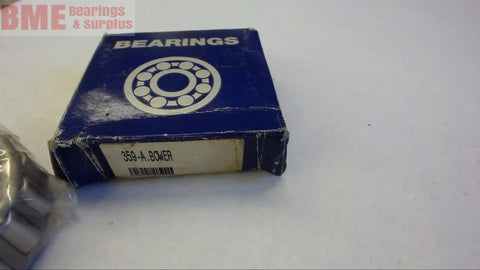 BME Bearings
& Surplus
BEARINGS
359-A.BOWER